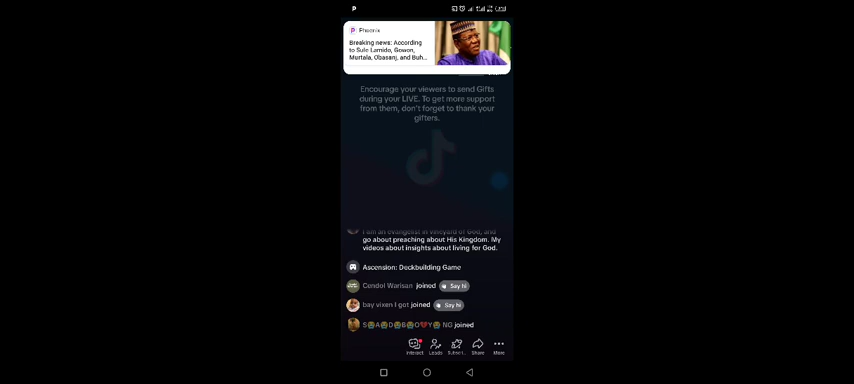 Phoenix
Breaking news: According
to Sule Lamido, Gowon,
Murtala, Obasanj, and Buh...
Encourage your viewers to send Gifts
during your LIVE. To get more support
from them, don't forget to thank your
gifters.
I am an evangelist in vineyard of God, and
go about preaching about His Kingdom. My
videos about insights about living for God.
Ascension: Deckbuilding Game
Cendol Warisan joined Say hi
bay vixen I got joined Say hi
S😭A😭D😭B😭O💔Y😭 NG joined
Interact Leads Subscri... Share More